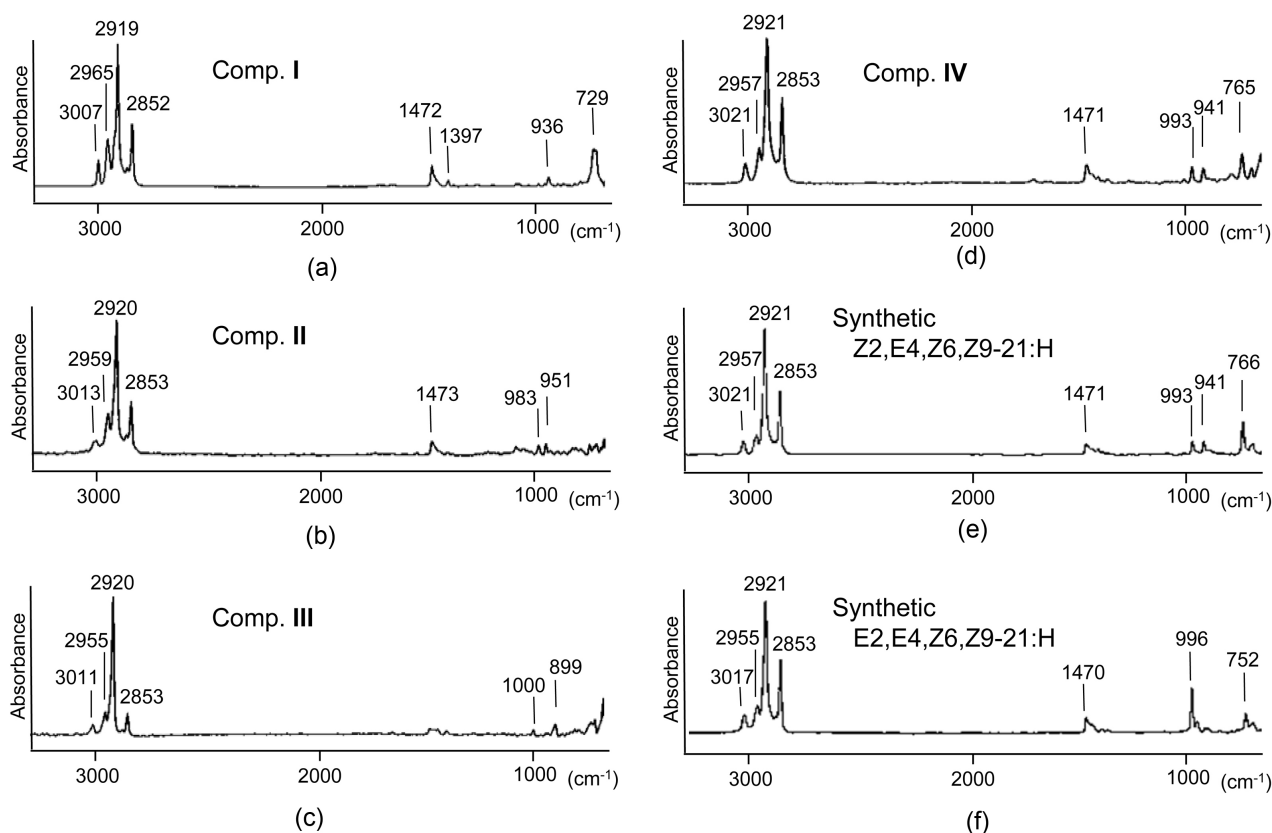 2919
Comp. I
2965
3007
2852
1472
1397
936
729
Absorbance
3000
2000
1000
(cm-1)
(a)
2920
Comp. II
2959
3013
2853
1473
983
951
Absorbance
3000
2000
1000
(cm-1)
(b)
2920
Comp. III
2955
3011
2853
1000
899
Absorbance
3000
2000
1000
(cm-1)
(c)
2921
Comp. IV
2957
3021
2853
1471
993
941
765
Absorbance
3000
2000
1000
(cm-1)
(d)
2921
Synthetic
Z2,E4,Z6,Z9-21:H
2957
3021
2853
1471
993
941
766
Absorbance
3000
2000
1000
(cm-1)
(e)
2921
Synthetic
E2,E4,Z6,Z9-21:H
2955
3017
2853
1470
996
752
Absorbance
3000
2000
1000
(cm-1)
(f)